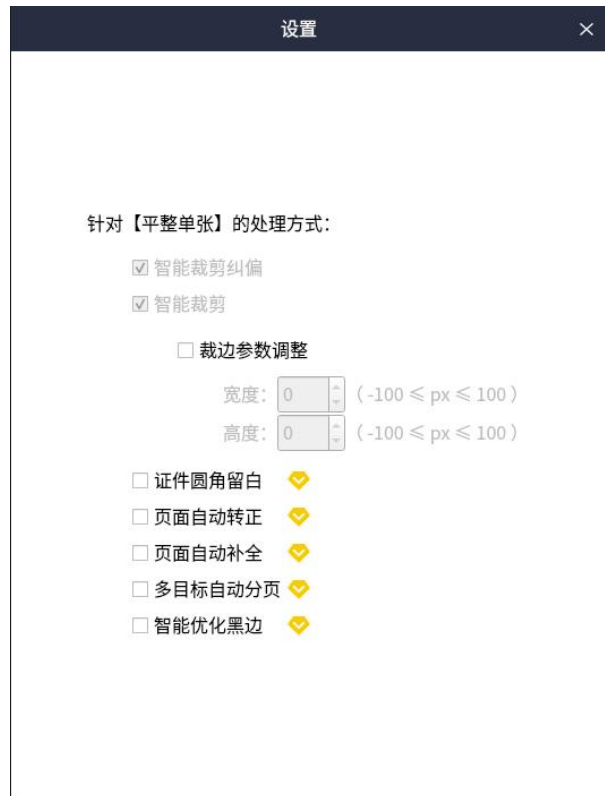 设置
针对【平整单张】的处理方式：
智能裁剪纠偏
智能裁剪
裁边参数调整
宽度： 0 （ -100 ≤ px ≤ 100 ）
高度： 0 （ -100 ≤ px ≤ 100 ）
证件圆角留白
页面自动转正
页面自动补全
多目标自动分页
智能优化黑边